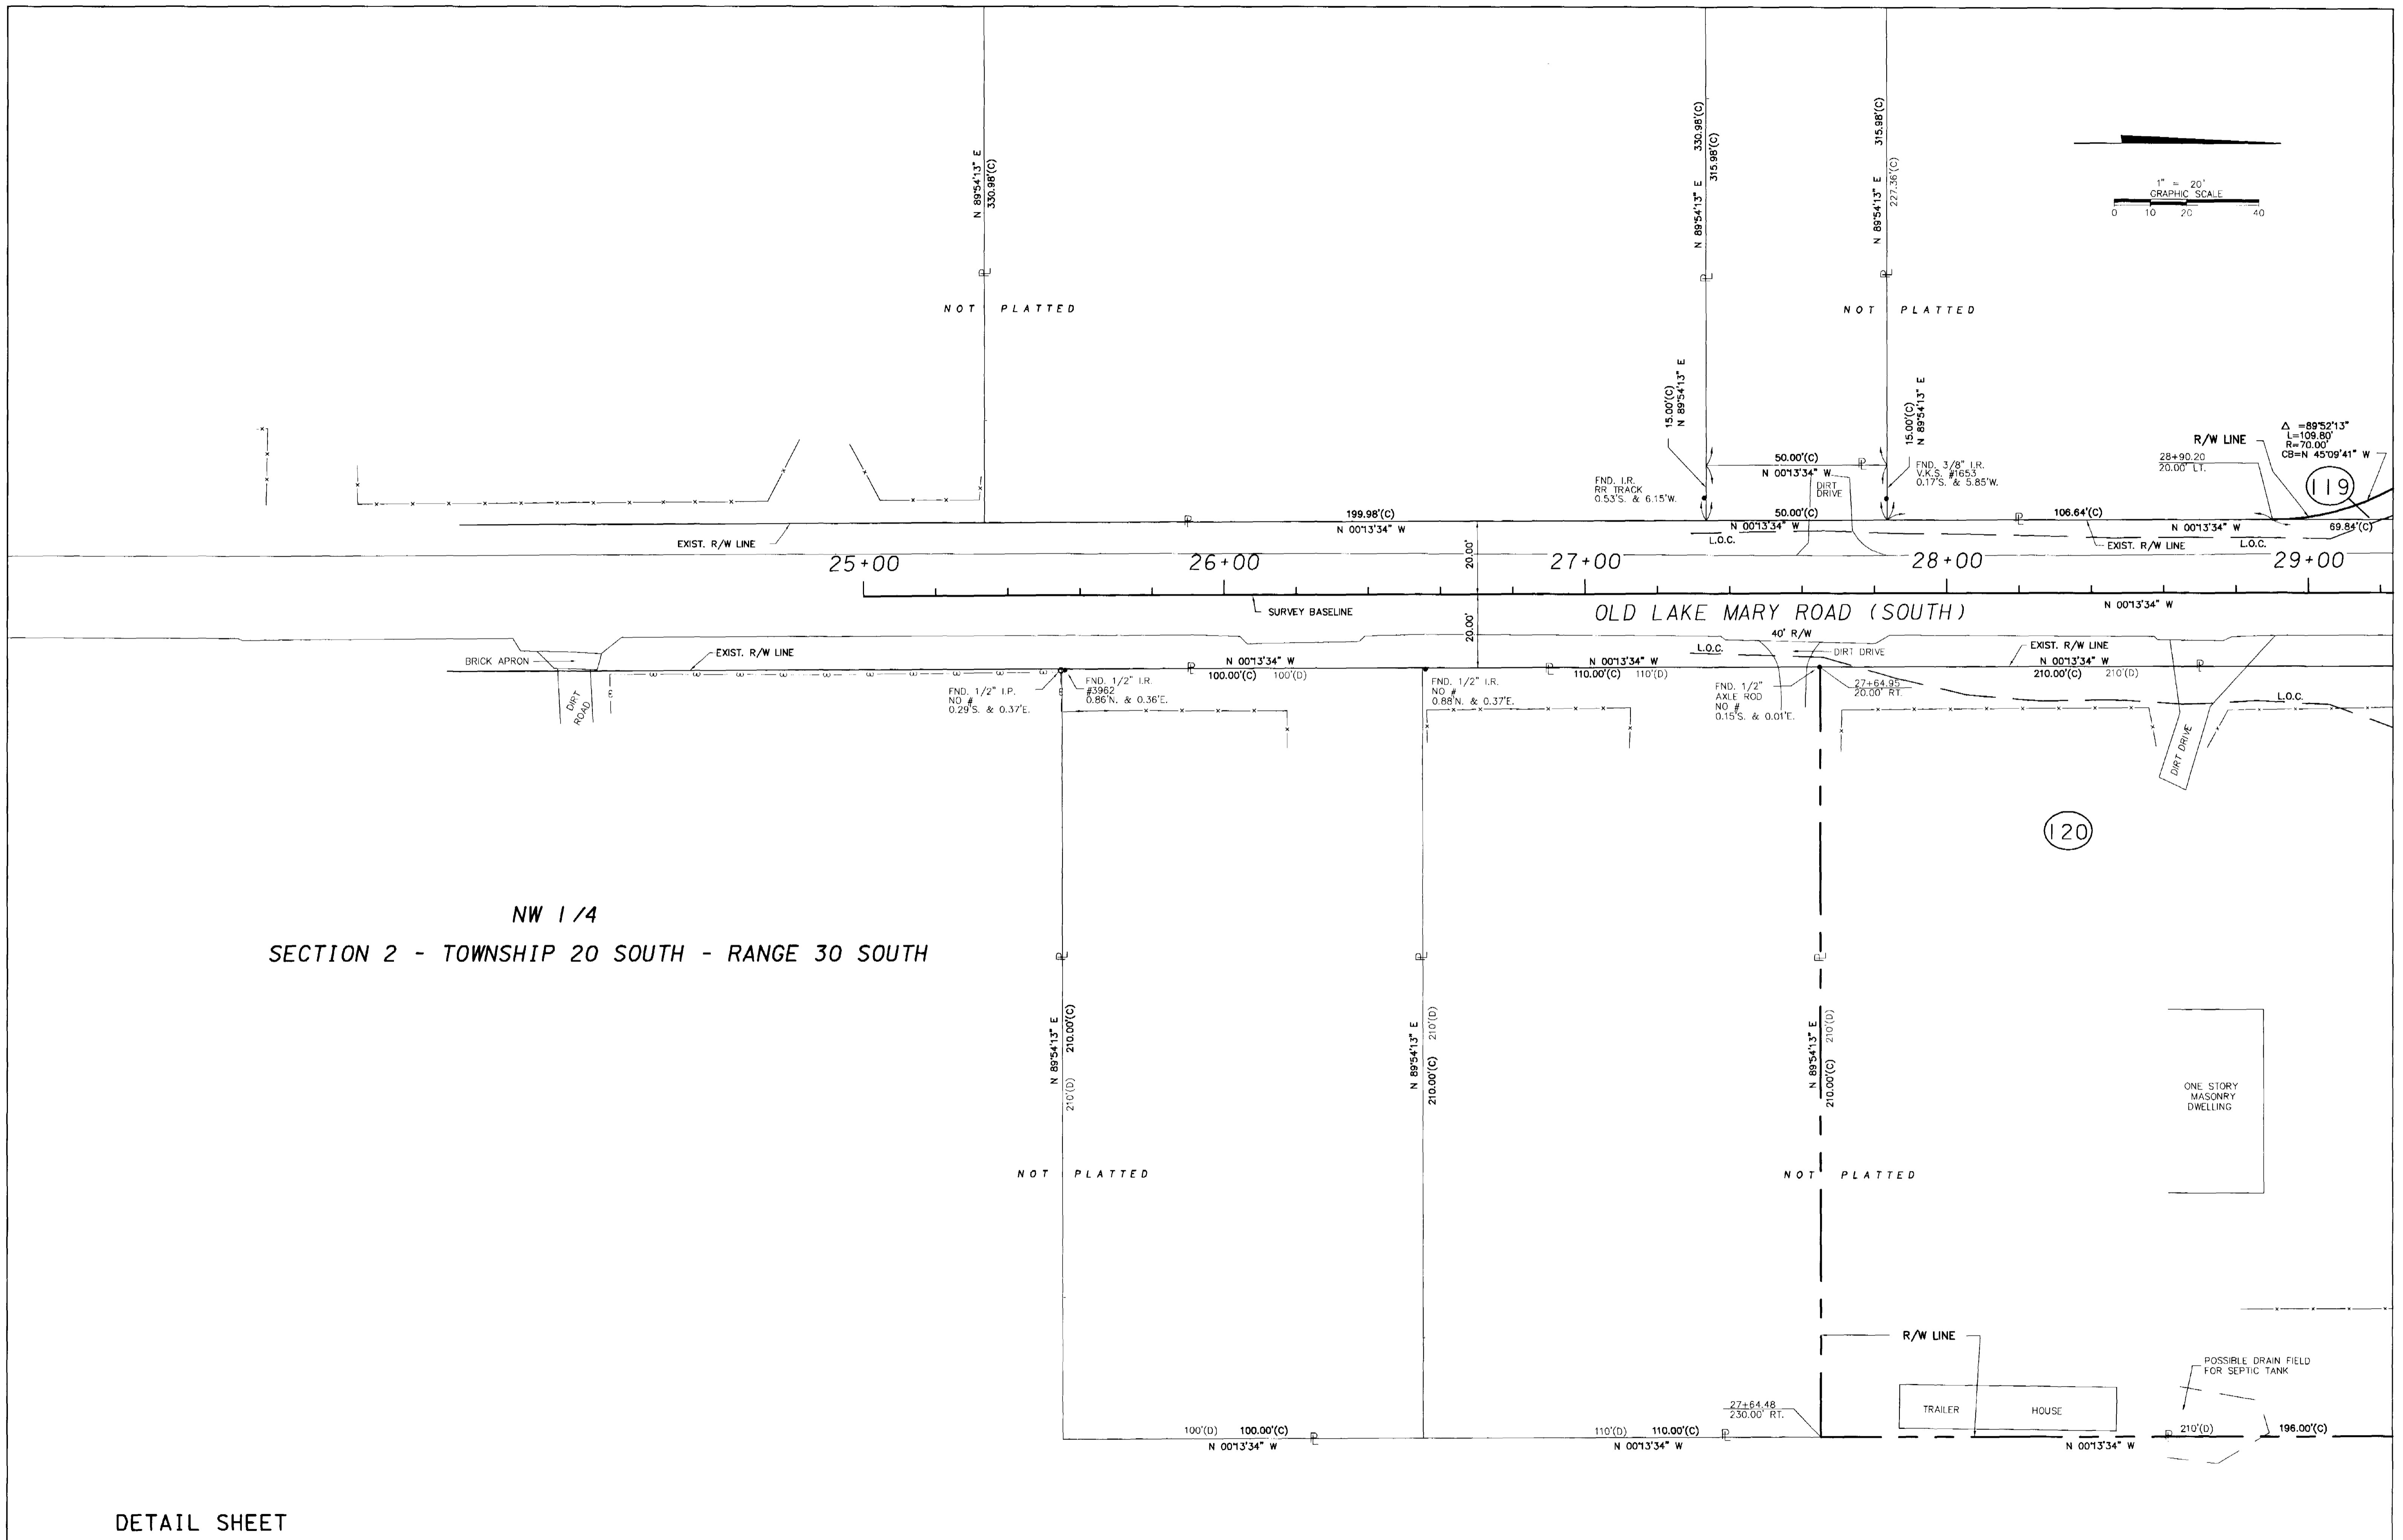 N 89°54'13" E
330.98'(C)
N 89°54'13" E 330.98'(C)
315.98'(C)
N 89°54'13" E 315.98'(C)
227.36'(C)
1" = 20'
GRAPHIC SCALE
0 10 20 40
NOT PLATTED
NOT PLATTED
15.00'(C)
N 89°54'13" E
15.00'(C)
N 89°54'13" E
50.00'(C)
N 00°13'34" W
FND. I.R.
RR TRACK
0.53'S. & 6.15'W.
DIRT
DRIVE
FND. 3/8" I.R.
V.K.S. #1653
0.17'S. & 5.85'W.
R/W LINE
28+90.20
20.00' LT.
Δ =89°52'13"
L=109.80'
R=70.00'
CB=N 45°09'41" W
119
199.98'(C)
N 00°13'34" W
50.00'(C)
N 00°13'34" W
106.64'(C)
N 00°13'34" W
69.84'(C)
EXIST. R/W LINE
L.O.C.
EXIST. R/W LINE
L.O.C.
20.00'
25+00 26+00 27+00 28+00 29+00
SURVEY BASELINE
OLD LAKE MARY ROAD (SOUTH)
N 00°13'34" W
20.00'
40' R/W
BRICK APRON
EXIST. R/W LINE
L.O.C.
DIRT DRIVE
EXIST. R/W LINE
N 00°13'34" W
100.00'(C) 100'(D)
N 00°13'34" W
110.00'(C) 110'(D)
N 00°13'34" W
210.00'(C) 210'(D)
DIRT
ROAD
FND. 1/2" I.P.
NO #
0.29'S. & 0.37'E.
FND. 1/2" I.R.
#3962
0.86'N. & 0.36'E.
FND. 1/2" I.R.
NO #
0.88'N. & 0.37'E.
FND. 1/2"
AXLE ROD
NO #
0.15'S. & 0.01'E.
27+64.95
20.00' RT.
L.O.C.
DIRT DRIVE
120
NW 1/4
SECTION 2 - TOWNSHIP 20 SOUTH - RANGE 30 SOUTH
N 89°54'13" E
210'(D) 210.00'(C)
N 89°54'13" E 210'(D)
210.00'(C)
N 89°54'13" E 210'(D)
210.00'(C)
ONE STORY
MASONRY
DWELLING
NOT PLATTED
NOT PLATTED
R/W LINE
POSSIBLE DRAIN FIELD
FOR SEPTIC TANK
27+64.48
230.00' RT.
TRAILER HOUSE
100'(D) 100.00'(C)
N 00°13'34" W
110'(D) 110.00'(C)
N 00°13'34" W
210'(D) 196.00'(C)
N 00°13'34" W
DETAIL SHEET